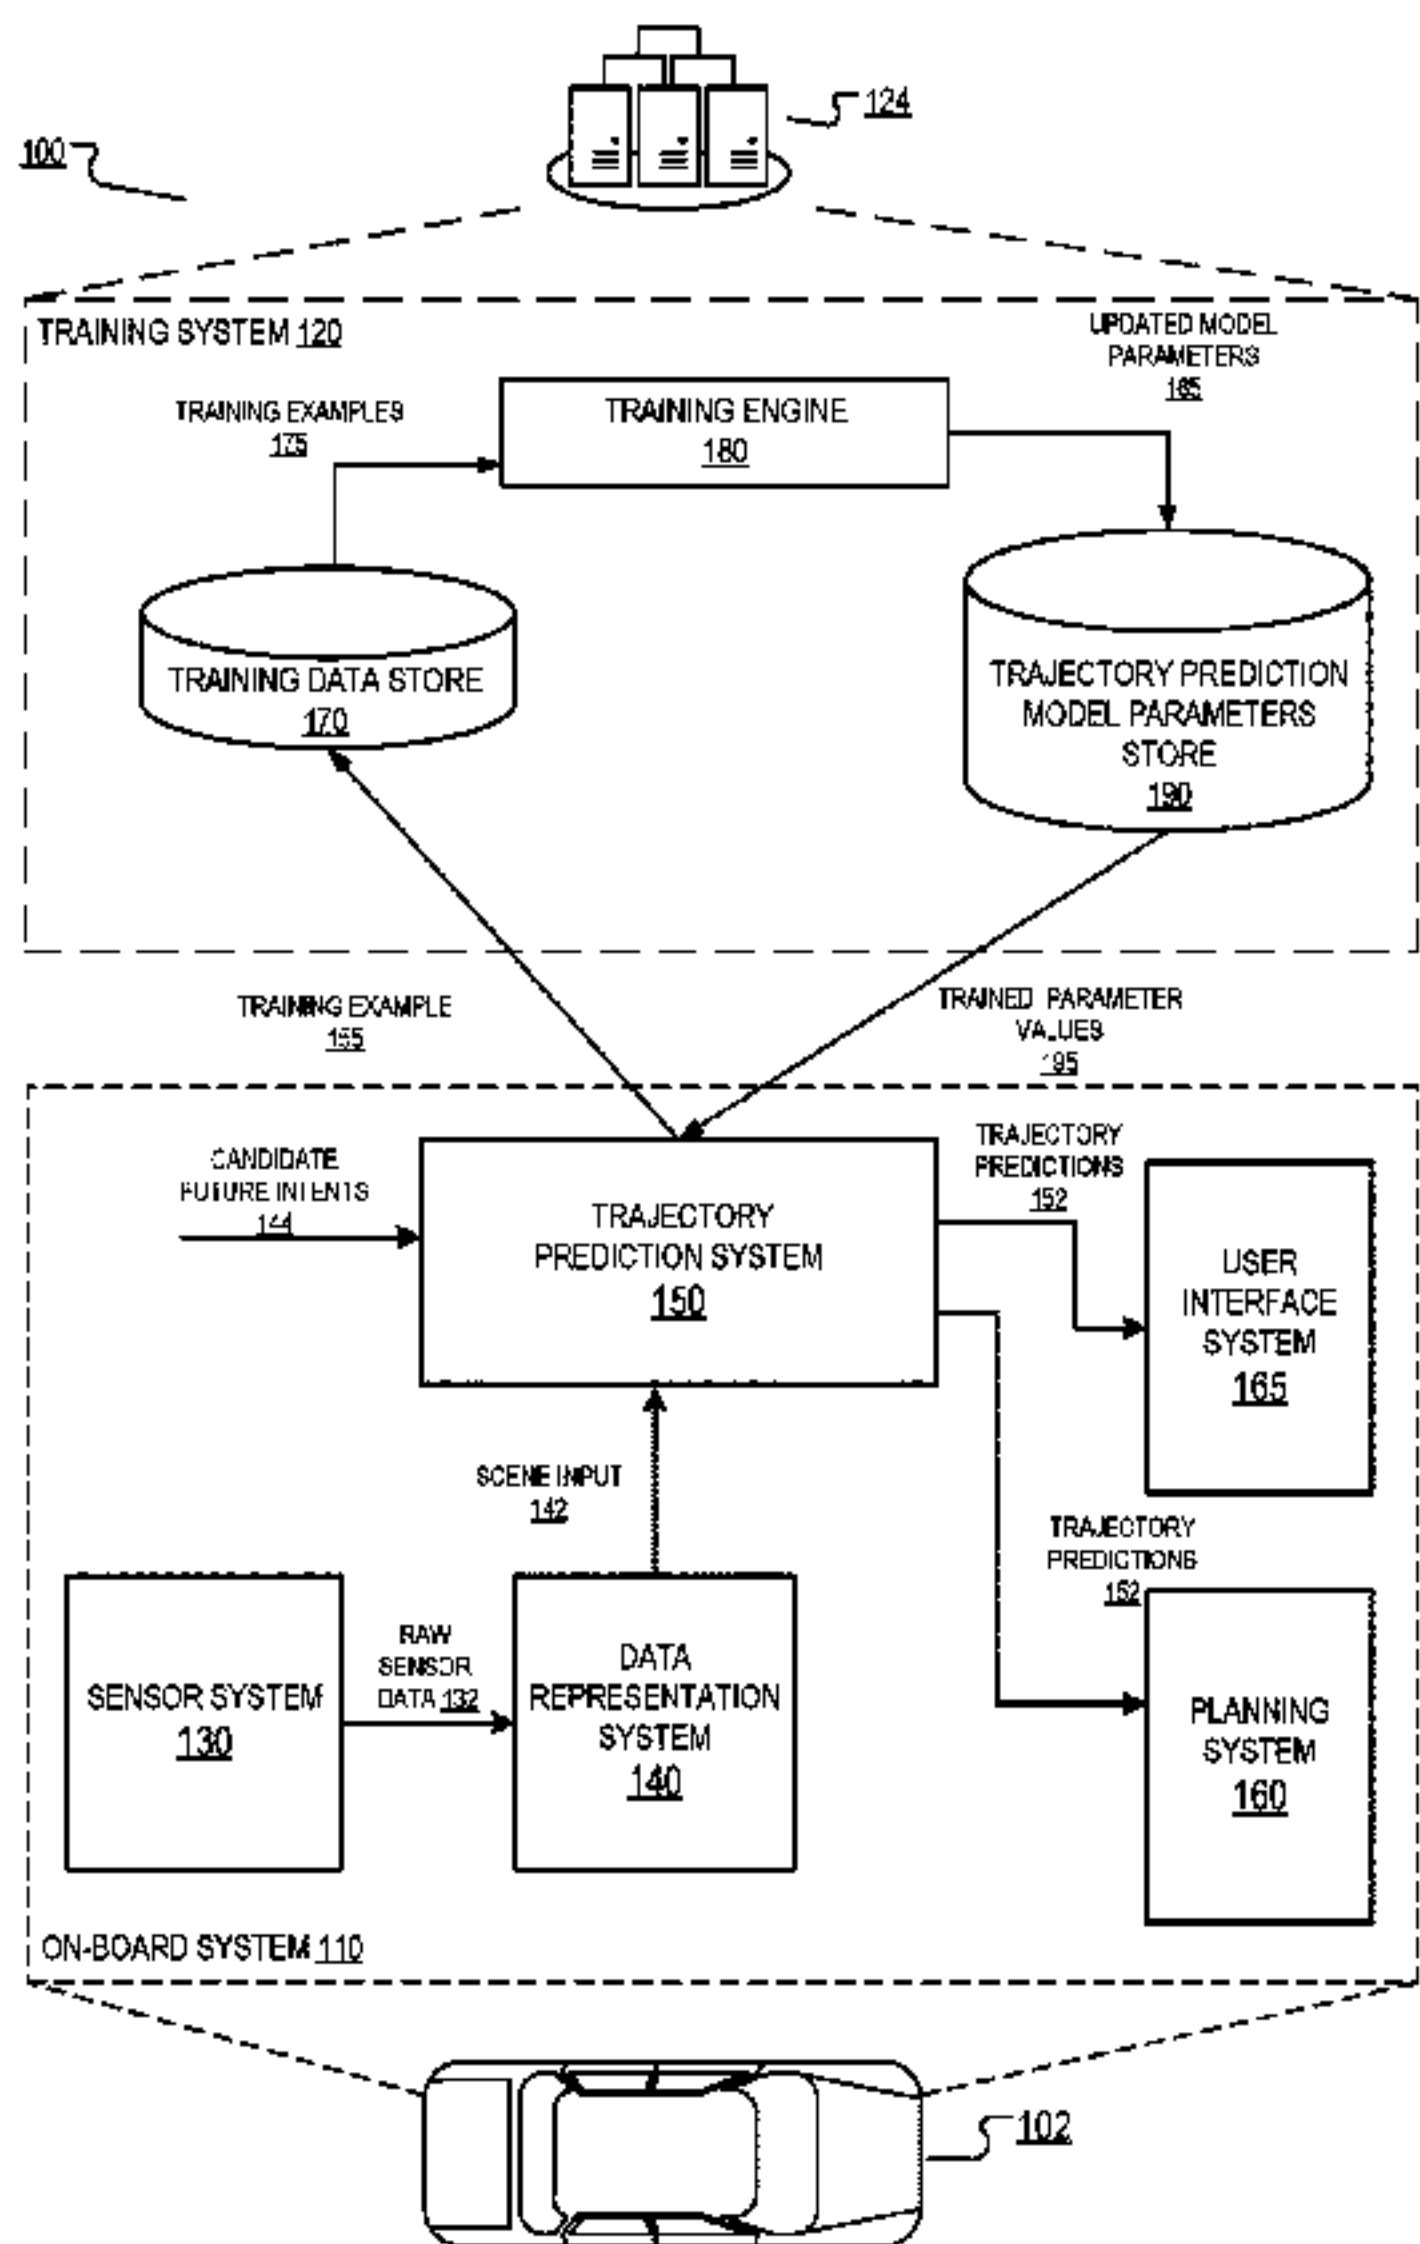 124
100
TRAINING SYSTEM 120
UPDATED MODEL
PARAMETERS
TRAINING EXAMPLES
175
TRAINING ENGINE
180
TRAINING DATA STORE
170
TRAJECTORY PREDICTION
MODEL PARAMETERS
STORE
190
TRAINING EXAMPLE
TRAINED PARAMETER
VALUES
195
CANDIDATE
FUTURE INTENTS
144
TRAJECTORY
PREDICTION SYSTEM
150
TRAJECTORY
PREDICTIONS
152
USER
INTERFACE
SYSTEM
165
SCENE INPUT
142
TRAJECTORY
PREDICTIONS
152
SENSOR SYSTEM
130
RAW
SENSOR
DATA 132
DATA
REPRESENTATION
SYSTEM
140
PLANNING
SYSTEM
160
ON-BOARD SYSTEM 110
102